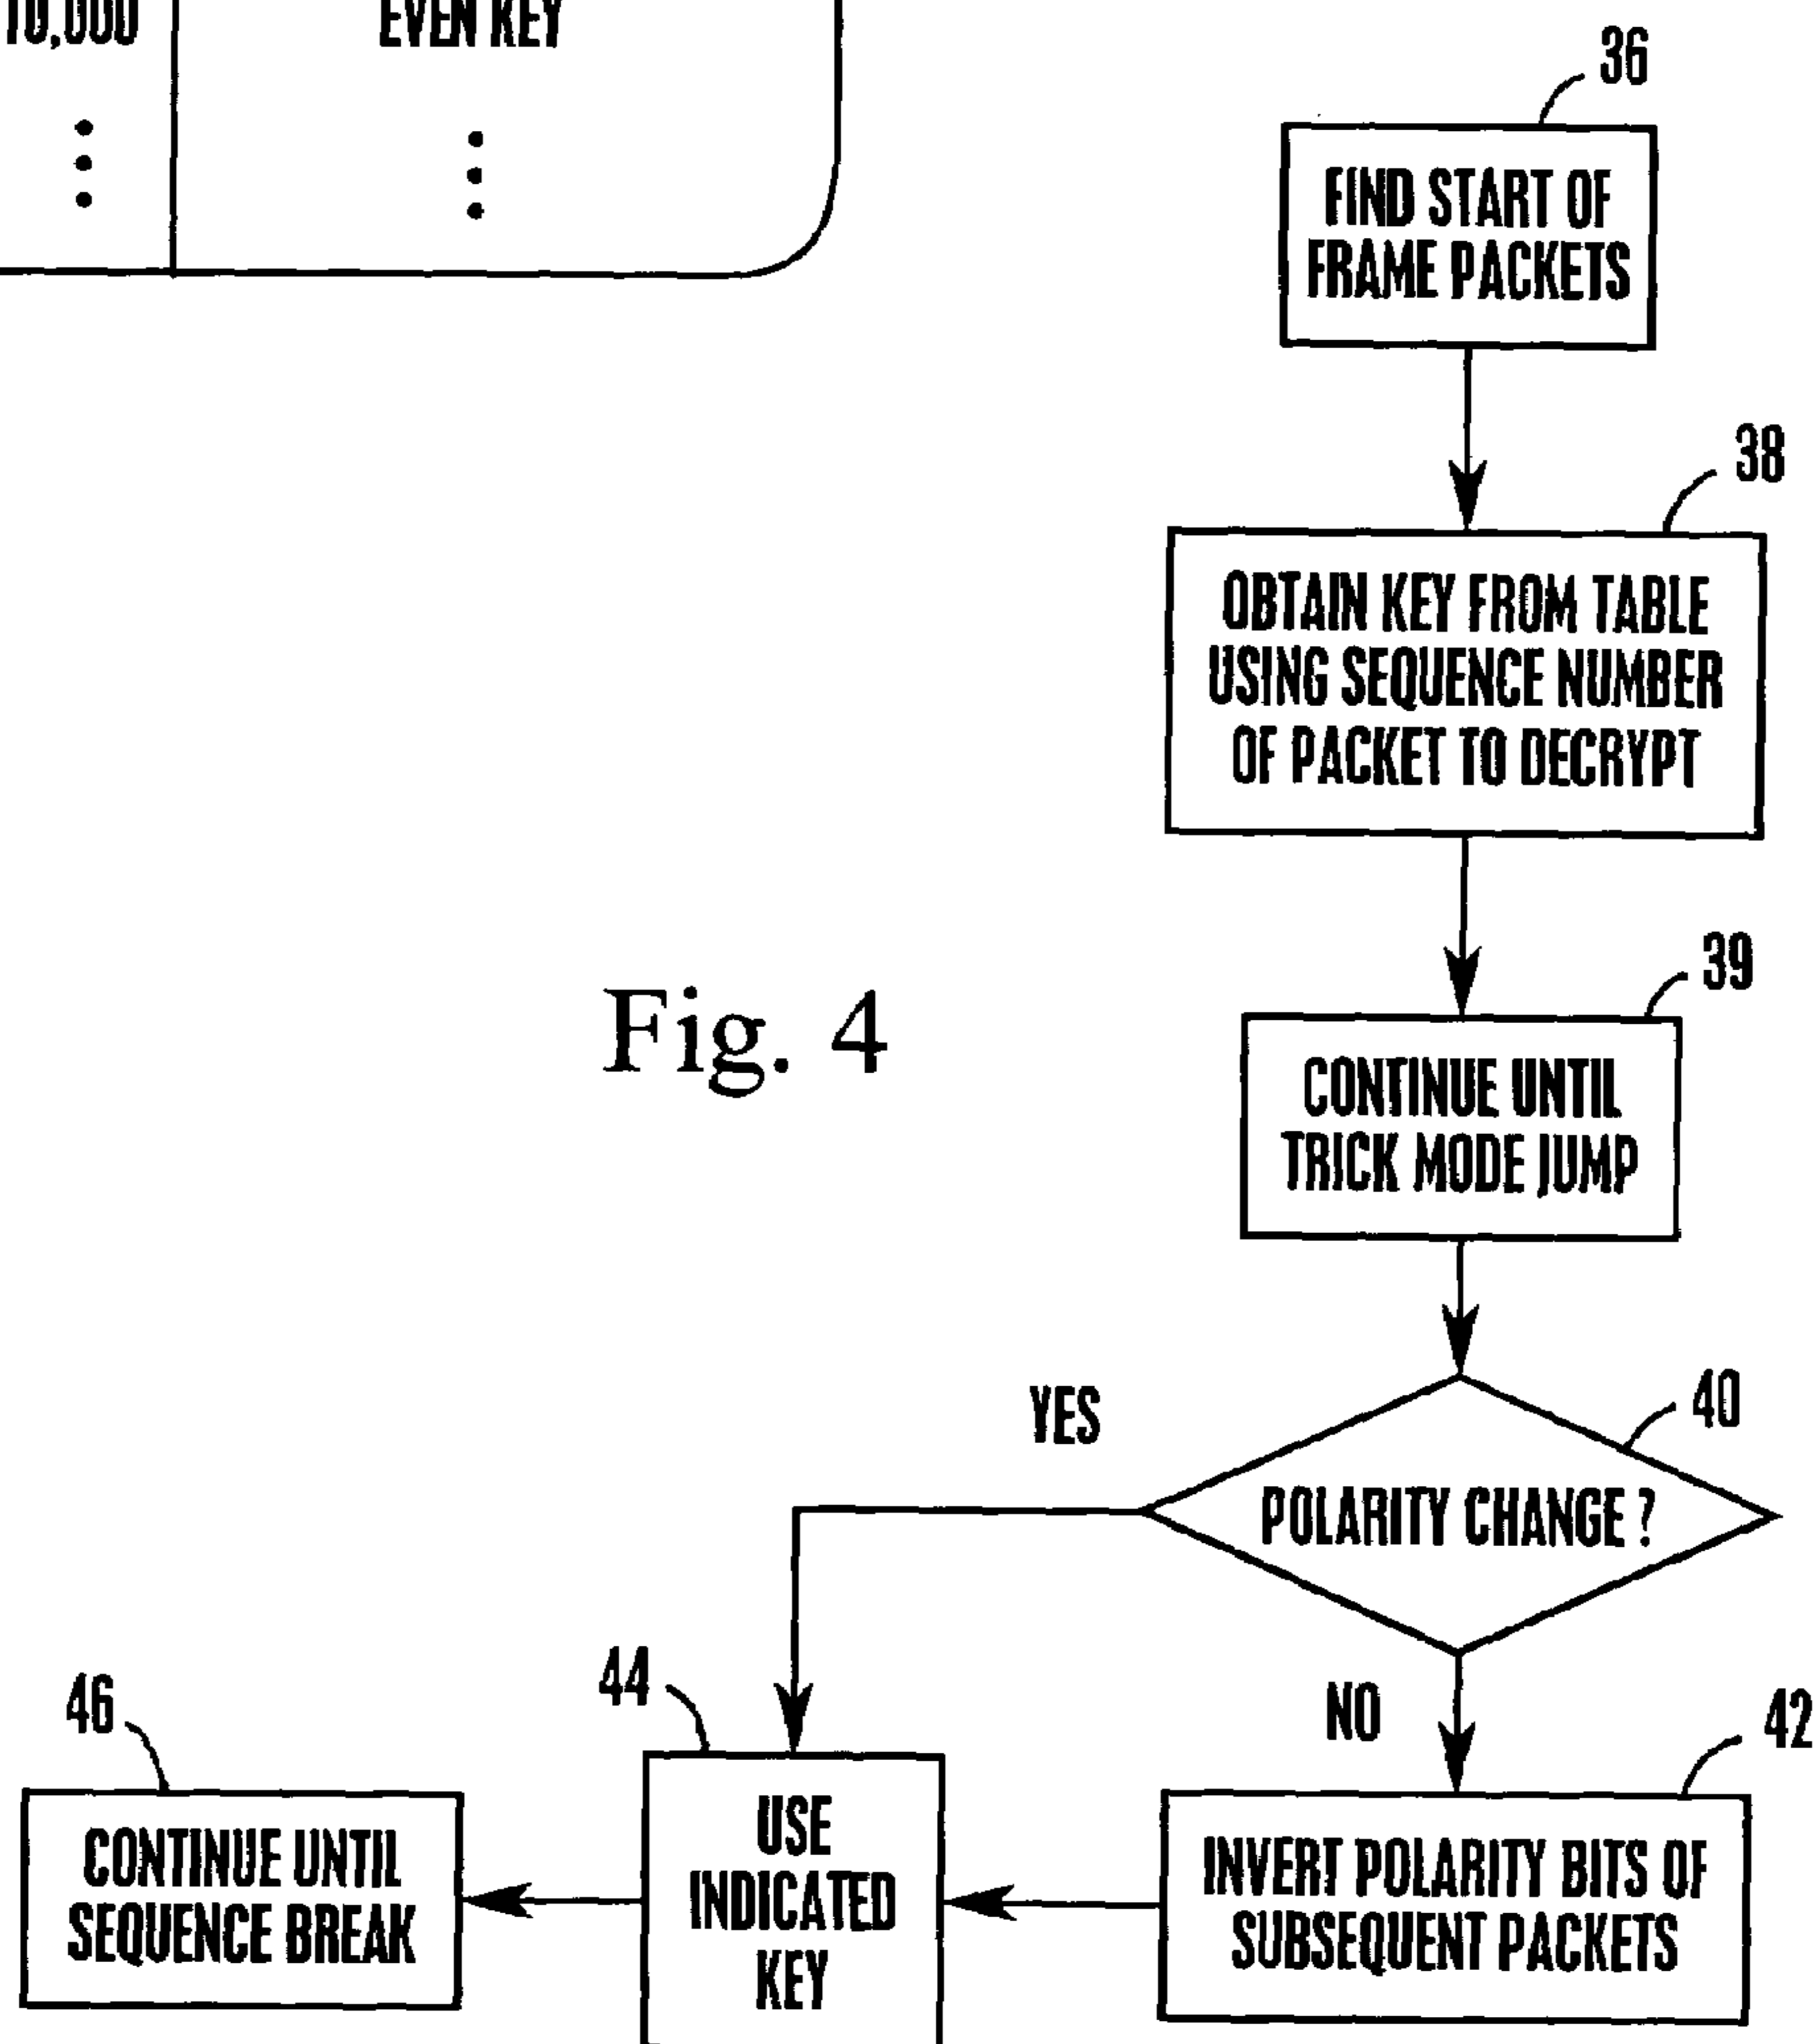 10,000
EVEN KEY
36
FIND START OF
FRAME PACKETS
38
OBTAIN KEY FROM TABLE
USING SEQUENCE NUMBER
OF PACKET TO DECRYPT
Fig. 4
39
CONTINUE UNTIL
TRICK MODE JUMP
40
YES
POLARITY CHANGE ?
NO
42
INVERT POLARITY BITS OF
SUBSEQUENT PACKETS
44
USE
INDICATED
KEY
46
CONTINUE UNTIL
SEQUENCE BREAK